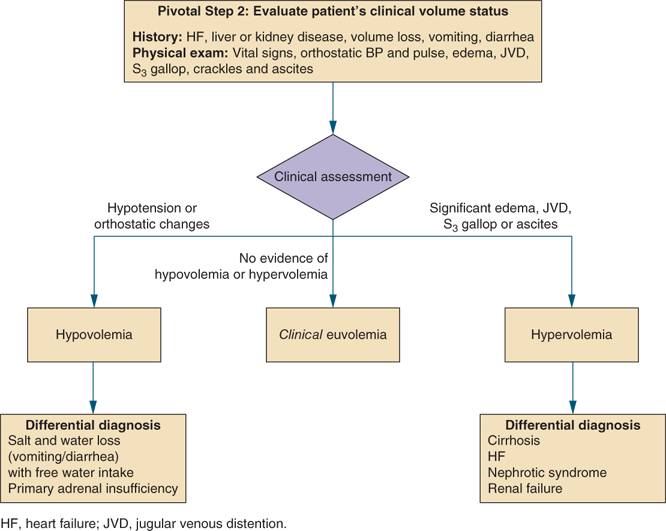 Pivotal Step 2: Evaluate patient's clinical volume status
History: HF, liver or kidney disease, volume loss, vomiting, diarrhea
Physical exam: Vital signs, orthostatic BP and pulse, edema, JVD,
S3 gallop, crackles and ascites
Clinical assessment
Hypotension or
orthostatic changes
No evidence of
hypovolemia or hypervolemia
Significant edema, JVD,
S3 gallop or ascites
Hypovolemia
Clinical euvolemia
Hypervolemia
Differential diagnosis
Salt and water loss
(vomiting/diarrhea)
with free water intake
Primary adrenal insufficiency
Differential diagnosis
Cirrhosis
HF
Nephrotic syndrome
Renal failure
HF, heart failure; JVD, jugular venous distention.